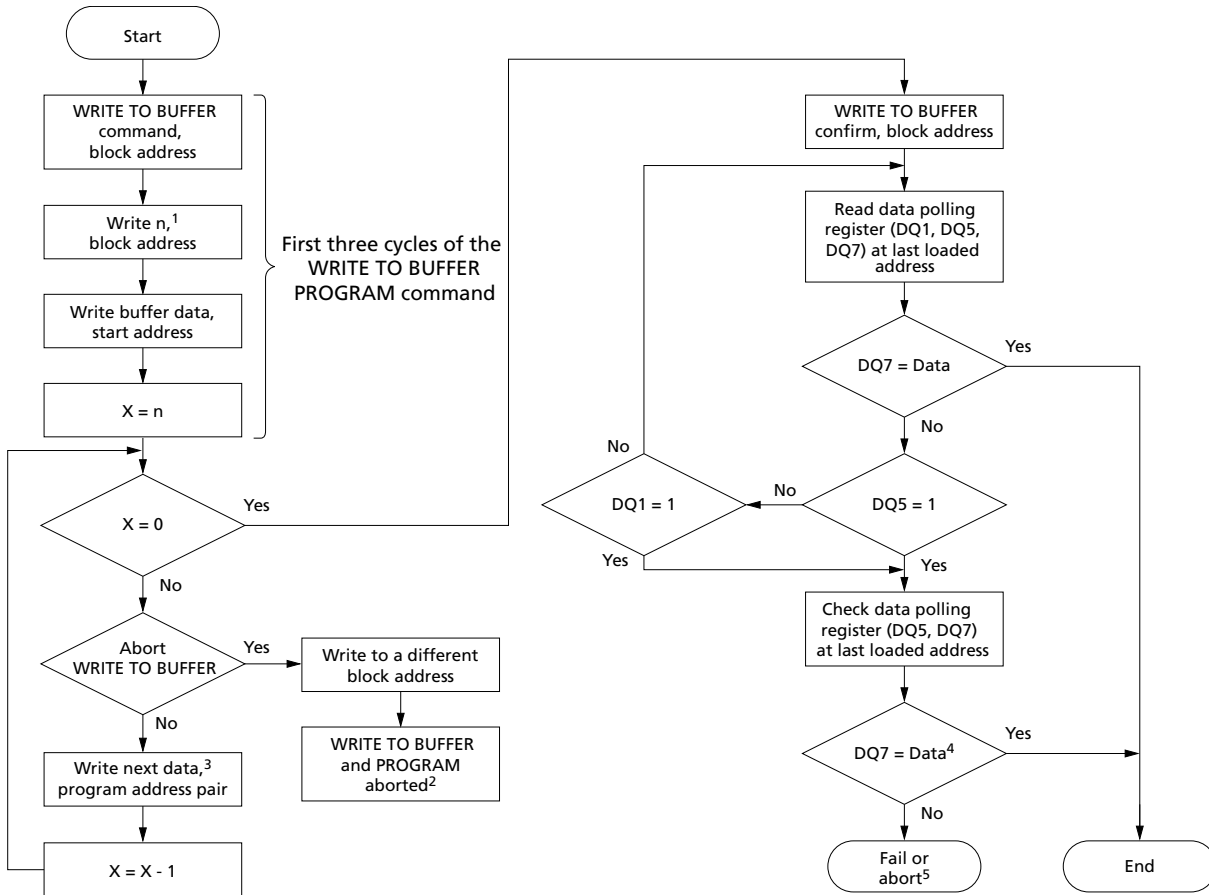 Start
WRITE TO BUFFER
command,
block address
Write n,¹
block address
Write buffer data,
start address
X = n
First three cycles of the
WRITE TO BUFFER
PROGRAM command
X = 0
Yes
No
Abort
WRITE TO BUFFER
Yes
No
Write to a different
block address
WRITE TO BUFFER
and PROGRAM
aborted²
Write next data,³
program address pair
X = X - 1
WRITE TO BUFFER
confirm, block address
Read data polling
register (DQ1, DQ5,
DQ7) at last loaded
address
DQ7 = Data
Yes
No
DQ5 = 1
No
Yes
DQ1 = 1
No
Yes
Check data polling
register (DQ5, DQ7)
at last loaded address
DQ7 = Data⁴
Yes
No
Fail or
abort⁵
End